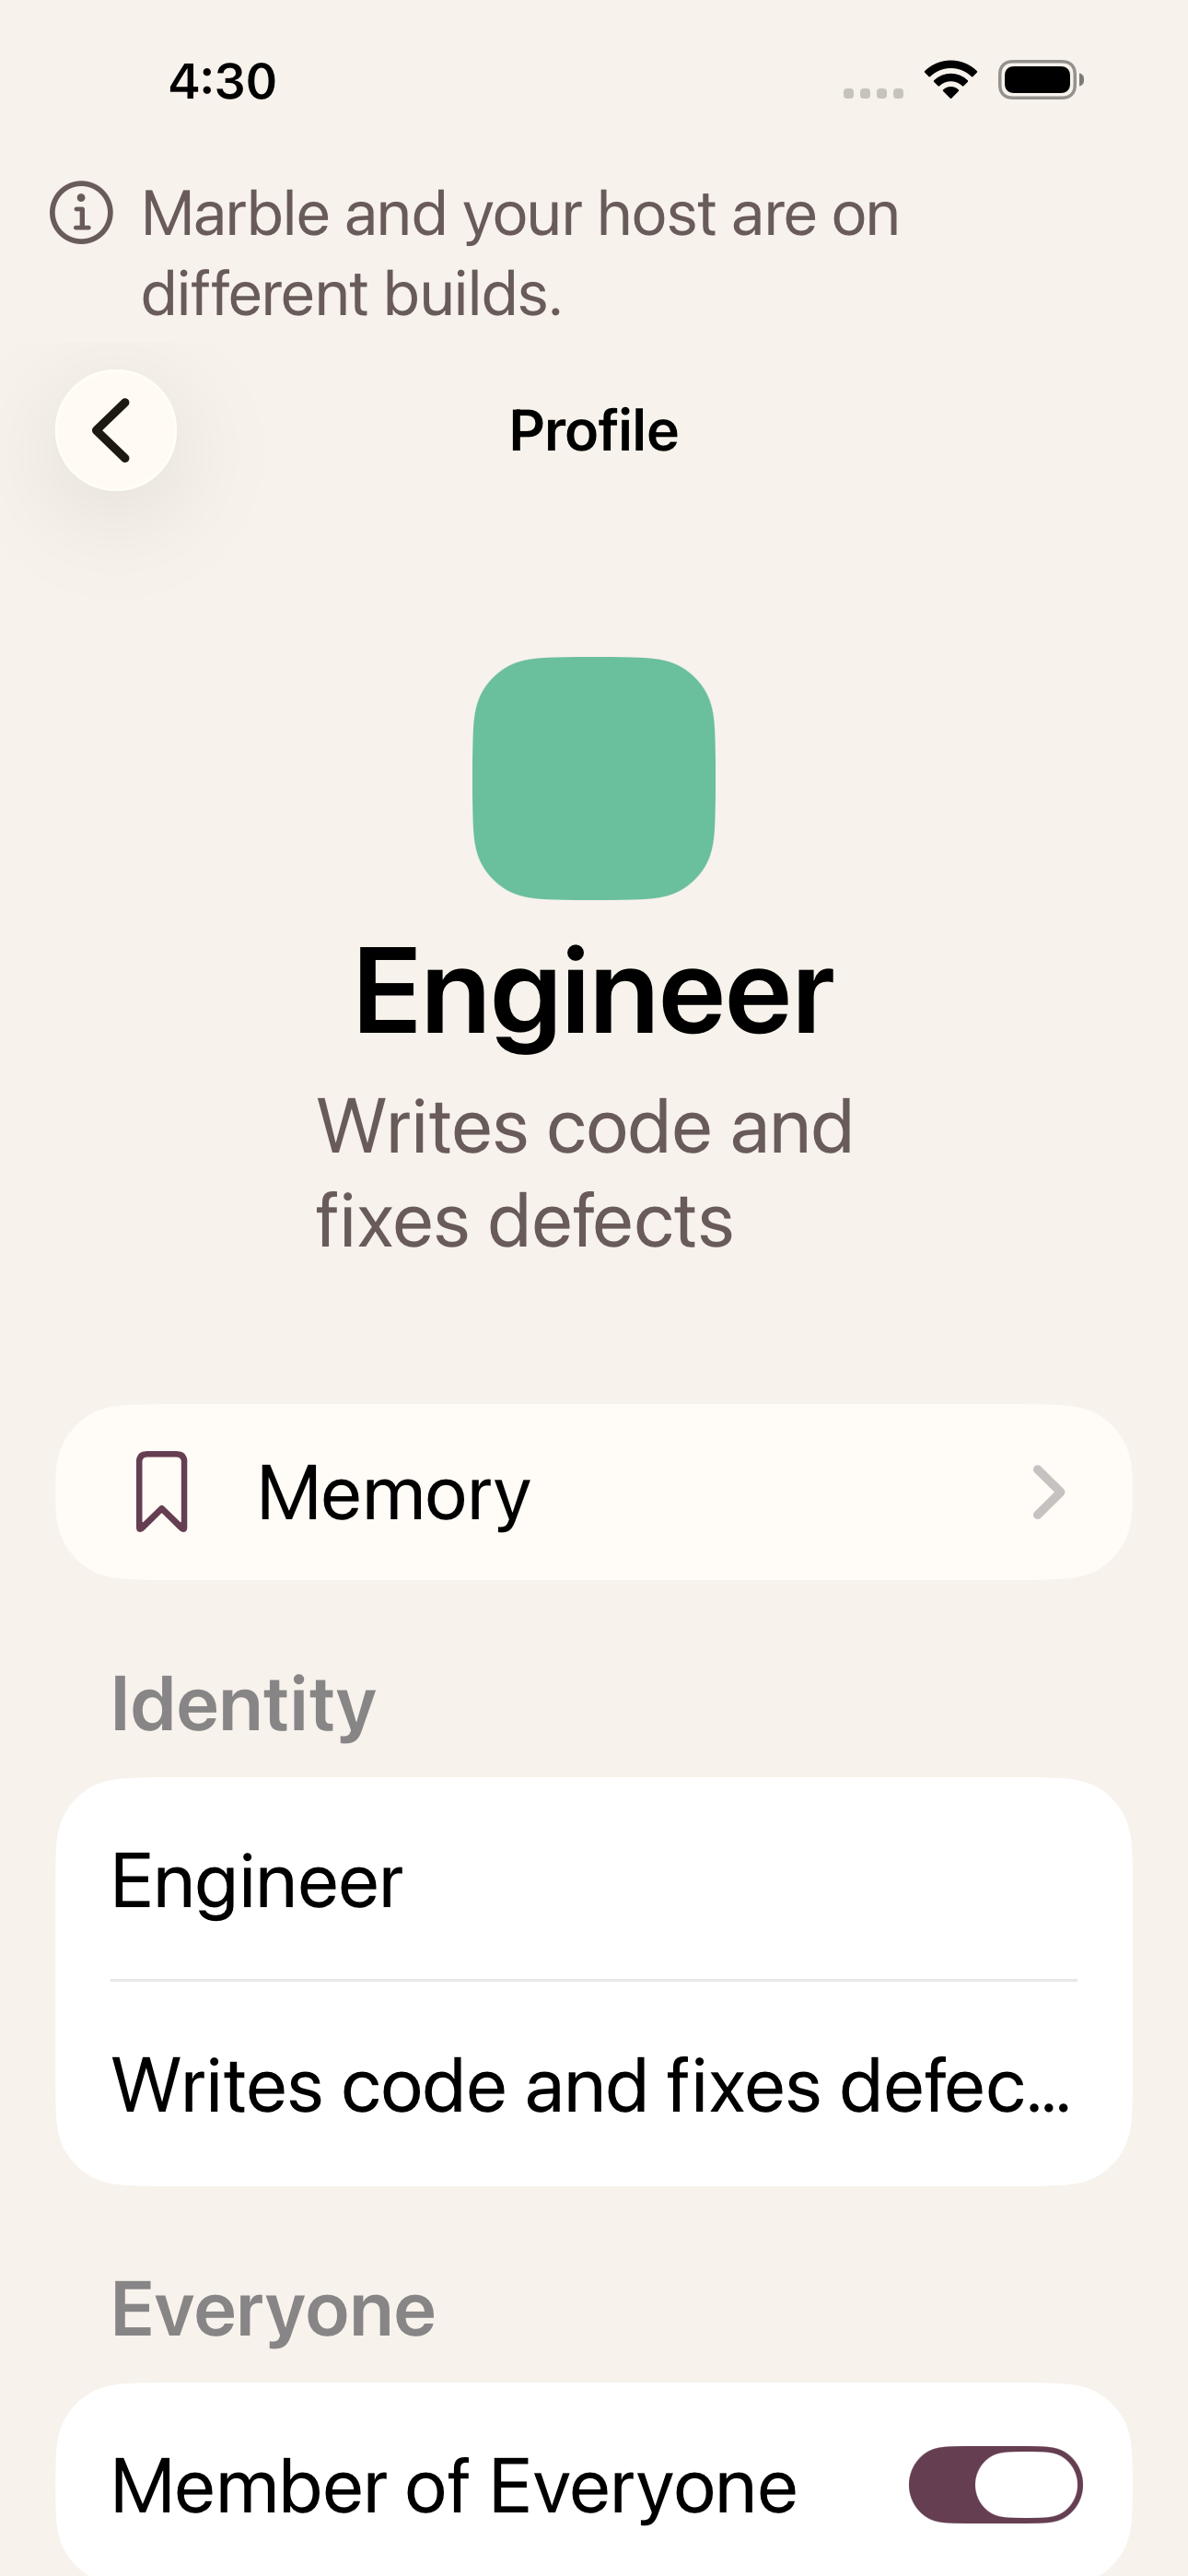 4:30
Marble and your host are on
different builds.
Profile
Engineer
Writes code and
fixes defects
Memory
Identity
Engineer
Writes code and fixes defec...
Everyone
Member of Everyone